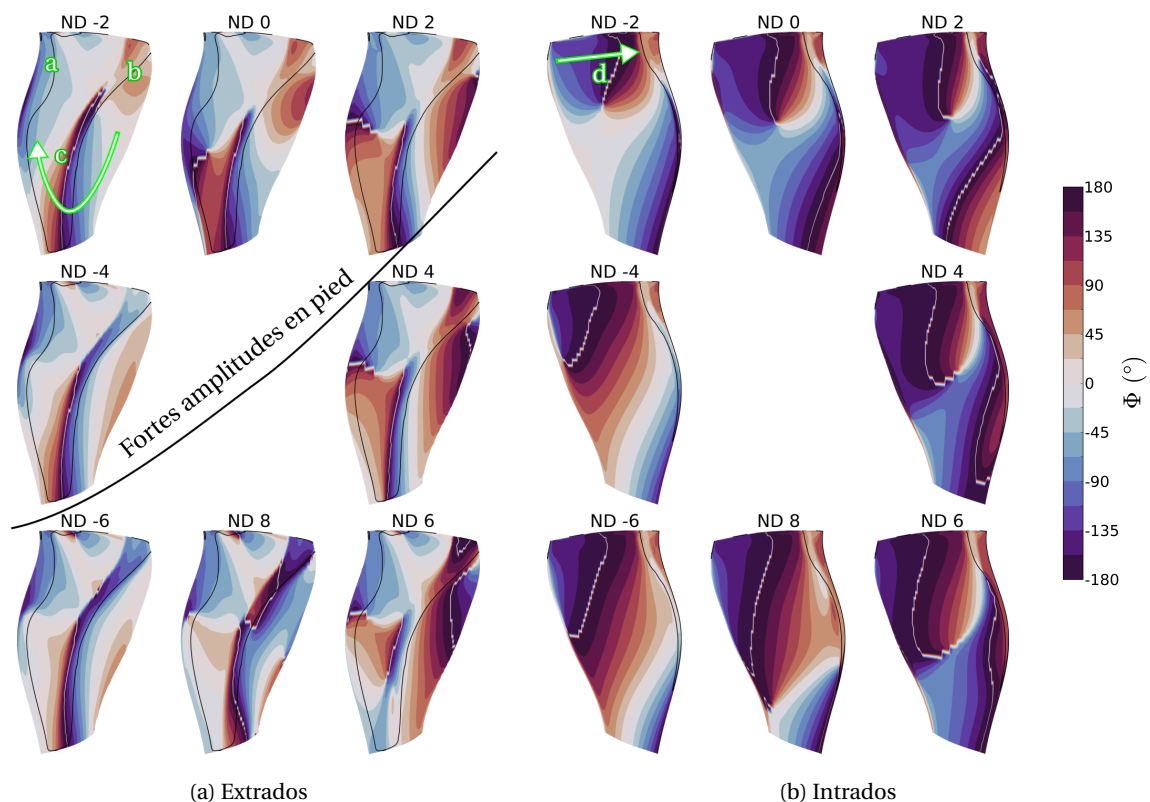 ND -2 ND 0 ND 2 ND -2 ND 0 ND 2
a b d
c
180
135
90
45
0
-45
-90
-135
-180
Φ (°)
ND -4 ND 4 ND -4 ND 4
Fortes amplitudes en pied
ND -6 ND 8 ND 6 ND -6 ND 8 ND 6
(a) Extrados (b) Intrados